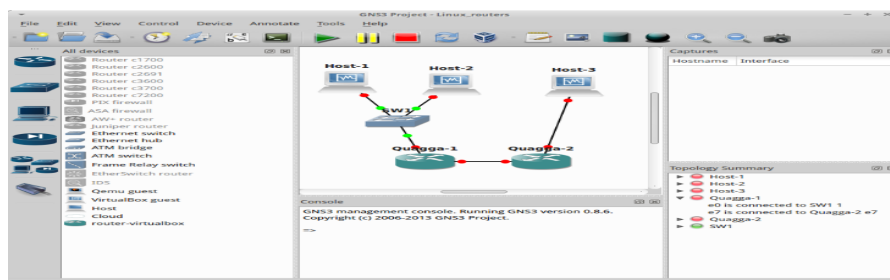 GNS3 Project - Linux_routers
File Edit View Control Device Annotate Tools Help
All devices
Router c1700
Router c2600
Router c2691
Router c3600
Router c3700
Router c7200
PIX firewall
ASA firewall
AW+ router
Juniper router
Ethernet switch
Ethernet hub
ATM bridge
ATM switch
Frame Relay switch
EtherSwitch router
IDS
Qemu guest
VirtualBox guest
Host
Cloud
router-virtualbox
Host-1
Host-2
Host-3
SW1
Quagga-1
Quagga-2
Console
GNS3 management console. Running GNS3 version 0.8.6.
Copyright (c) 2006-2013 GNS3 Project.
=>
Captures
Hostname Interface
Topology Summary
Host-1
Host-2
Host-3
Quagga-1
e0 is connected to SW1 1
e7 is connected to Quagga-2 e7
Quagga-2
SW1